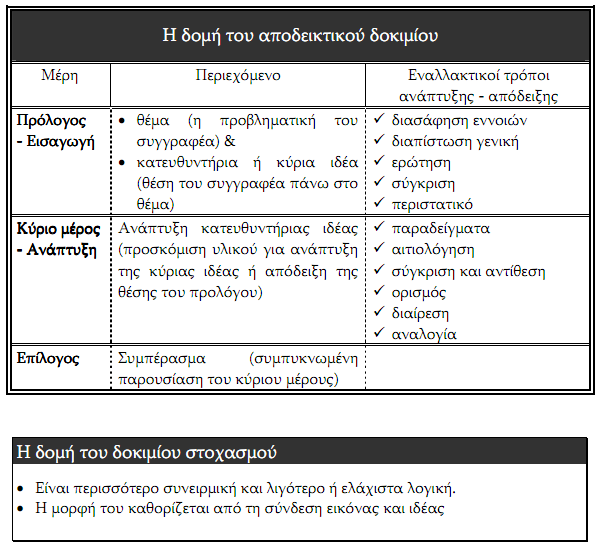 Η δομή του αποδεικτικού δοκιμίου
Μέρη
Περιεχόμενο
Εναλλακτικοί τρόποι
ανάπτυξης - απόδειξης
Πρόλογος
- Εισαγωγή
• θέμα (η προβληματική του
συγγραφέα) &
• κατευθυντήρια ή κύρια ιδέα
(θέση του συγγραφέα πάνω στο
θέμα)
✓ διασάφηση εννοιών
✓ διαπίστωση γενική
✓ ερώτηση
✓ σύγκριση
✓ περιστατικό
Κύριο μέρος
- Ανάπτυξη
Ανάπτυξη κατευθυντήριας ιδέας
(προσκόμιση υλικού για ανάπτυξη
της κύριας ιδέας ή απόδειξη της
θέσης του προλόγου)
✓ παραδείγματα
✓ αιτιολόγηση
✓ σύγκριση και αντίθεση
✓ ορισμός
✓ διαίρεση
✓ αναλογία
Επίλογος
Συμπέρασμα (συμπυκνωμένη
παρουσίαση του κύριου μέρους)
Η δομή του δοκιμίου στοχασμού
• Είναι περισσότερο συνειρμική και λιγότερο ή ελάχιστα λογική.
• Η μορφή του καθορίζεται από τη σύνδεση εικόνας και ιδέας